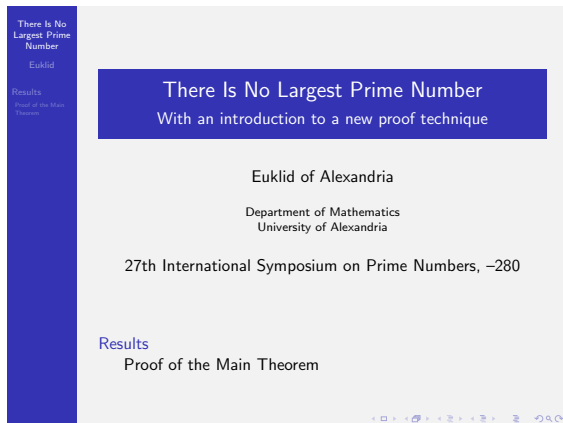 There Is No
Largest Prime
Number
Euklid
Results
Proof of the Main
Theorem
There Is No Largest Prime Number
With an introduction to a new proof technique
Euklid of Alexandria
Department of Mathematics
University of Alexandria
27th International Symposium on Prime Numbers, –280
Results
Proof of the Main Theorem